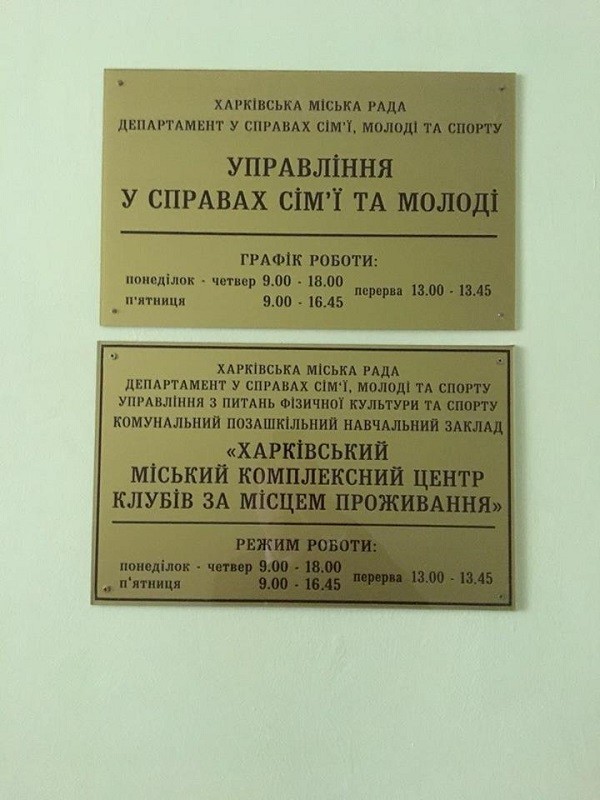 ХАРКІВСЬКА МІСЬКА РАДА
ДЕПАРТАМЕНТ У СПРАВАХ СІМ'Ї, МОЛОДІ ТА СПОРТУ
УПРАВЛІННЯ
У СПРАВАХ СІМ'Ї ТА МОЛОДІ
ГРАФІК РОБОТИ:
понеділок - четвер 9.00 - 18.00
п'ятниця 9.00 - 16.45
перерва 13.00 - 13.45
ХАРКІВСЬКА МІСЬКА РАДА
ДЕПАРТАМЕНТ У СПРАВАХ СІМ'Ї, МОЛОДІ ТА СПОРТУ
УПРАВЛІННЯ З ПИТАНЬ ФІЗИЧНОЇ КУЛЬТУРИ ТА СПОРТУ
КОМУНАЛЬНИЙ ПОЗАШКІЛЬНИЙ НАВЧАЛЬНИЙ ЗАКЛАД
«ХАРКІВСЬКИЙ
МІСЬКИЙ КОМПЛЕКСНИЙ ЦЕНТР
КЛУБІВ ЗА МІСЦЕМ ПРОЖИВАННЯ»
РЕЖИМ РОБОТИ:
понеділок - четвер 9.00 - 18.00
п'ятниця 9.00 - 16.45
перерва 13.00 - 13.45